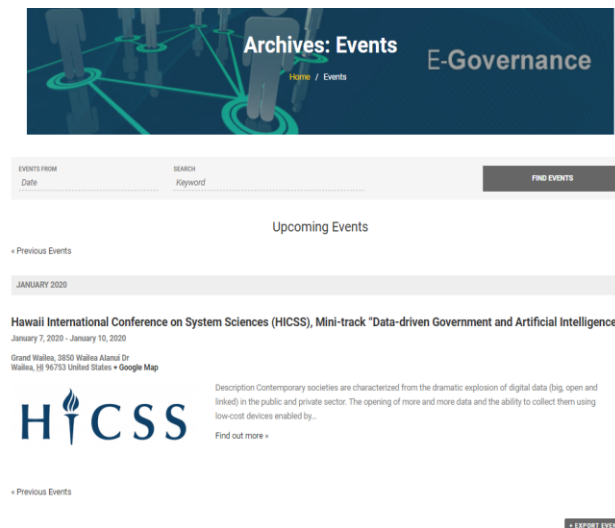 Archives: Events
E-Governance
Home / Events
EVENTS FROM
SEARCH
Date
Keyword
FIND EVENTS
Upcoming Events
« Previous Events
JANUARY 2020
Hawaii International Conference on System Sciences (HICSS), Mini-track "Data-driven Government and Artificial Intelligence
January 7, 2020 - January 10, 2020
Grand Wailea, 3850 Wailea Alanui Dr
Wailea, HI 96753 United States + Google Map
HICSS
Description Contemporary societies are characterized from the dramatic explosion of digital data (big, open and
linked) in the public and private sector. The opening of more and more data and the ability to collect them using
low-cost devices enabled by...
Find out more »
« Previous Events
+ EXPORT EVE